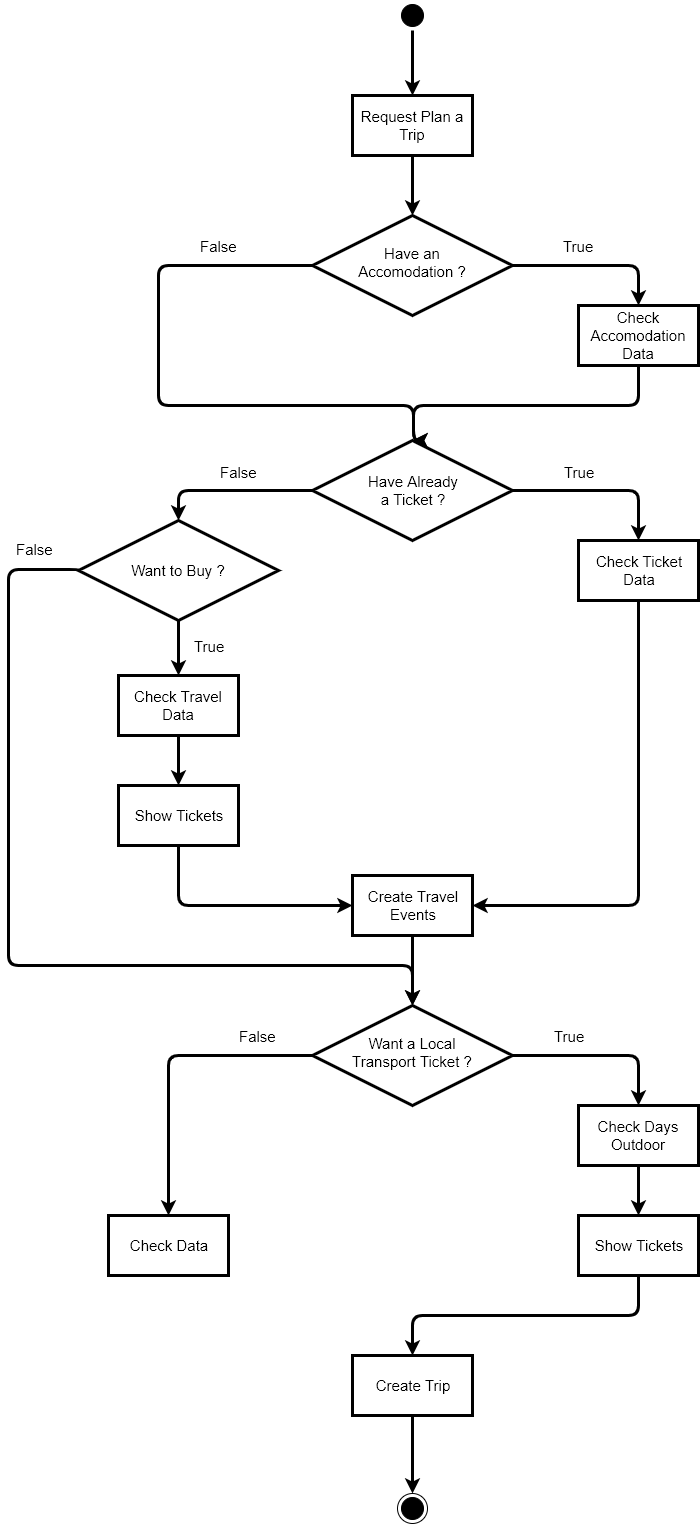 Request Plan a
Trip
Have an
Accomodation ?
False
True
Check
Accomodation
Data
Have Already
a Ticket ?
False
True
Want to Buy ?
False
Check Ticket
Data
True
Check Travel
Data
Show Tickets
Create Travel
Events
Want a Local
Transport Ticket ?
False
True
Check Days
Outdoor
Check Data
Show Tickets
Create Trip